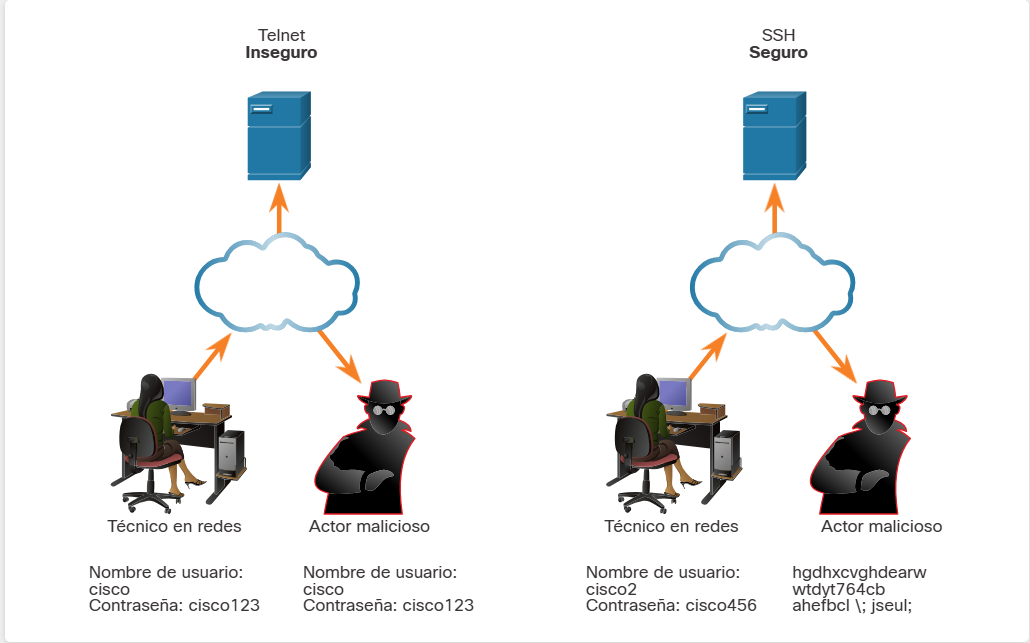 Telnet
Inseguro
SSH
Seguro
Técnico en redes
Actor malicioso
Técnico en redes
Actor malicioso
Nombre de usuario:
cisco
Contraseña: cisco123
Nombre de usuario:
cisco
Contraseña: cisco123
Nombre de usuario:
cisco2
Contraseña: cisco456
hgdhxcvghdearw
wtdyt764cb
ahefbcl \; jseul;